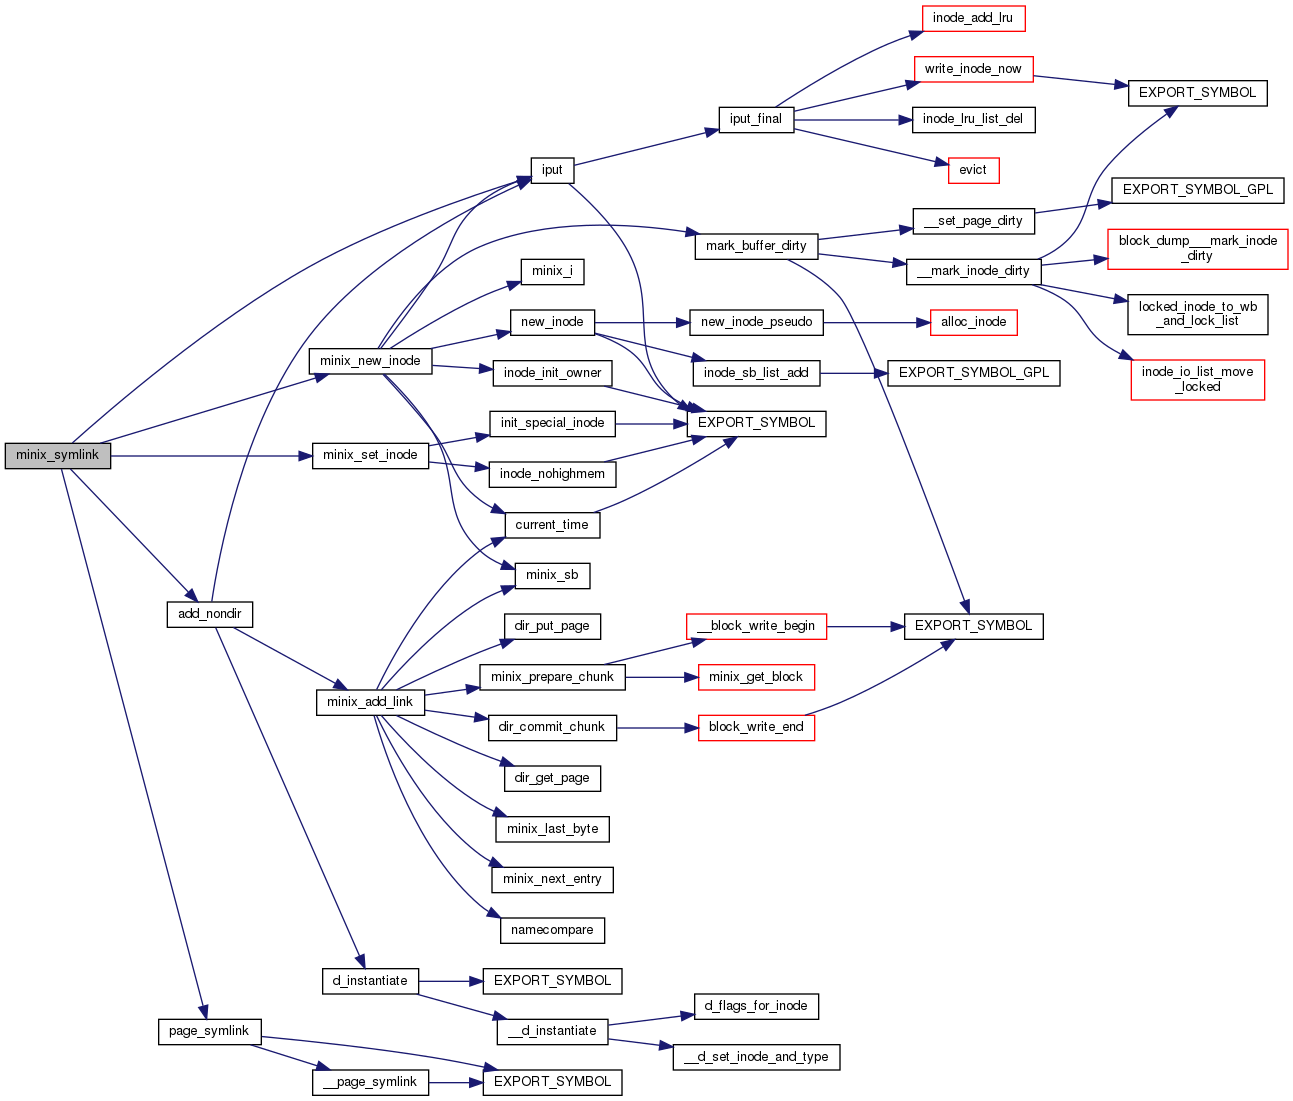 inode_add_lru
write_inode_now
EXPORT_SYMBOL
iput_final
inode_lru_list_del
iput
evict
EXPORT_SYMBOL_GPL
__set_page_dirty
mark_buffer_dirty
block_dump___mark_inode
_dirty
minix_i
__mark_inode_dirty
locked_inode_to_wb
_and_lock_list
new_inode
new_inode_pseudo
alloc_inode
minix_new_inode
inode_init_owner
inode_sb_list_add
EXPORT_SYMBOL_GPL
inode_io_list_move
_locked
init_special_inode
EXPORT_SYMBOL
minix_symlink
minix_set_inode
inode_nohighmem
current_time
minix_sb
add_nondir
dir_put_page
__block_write_begin
EXPORT_SYMBOL
minix_prepare_chunk
minix_get_block
minix_add_link
dir_commit_chunk
block_write_end
dir_get_page
minix_last_byte
minix_next_entry
namecompare
d_instantiate
EXPORT_SYMBOL
d_flags_for_inode
page_symlink
__d_instantiate
__d_set_inode_and_type
__page_symlink
EXPORT_SYMBOL